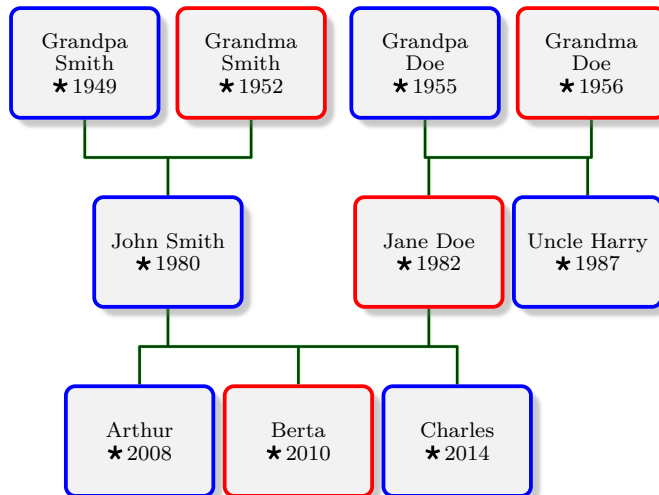 Grandpa
Smith
★1949
Grandma
Smith
★1952
Grandpa
Doe
★1955
Grandma
Doe
★1956
John Smith
★1980
Jane Doe
★1982
Uncle Harry
★1987
Arthur
★2008
Berta
★2010
Charles
★2014